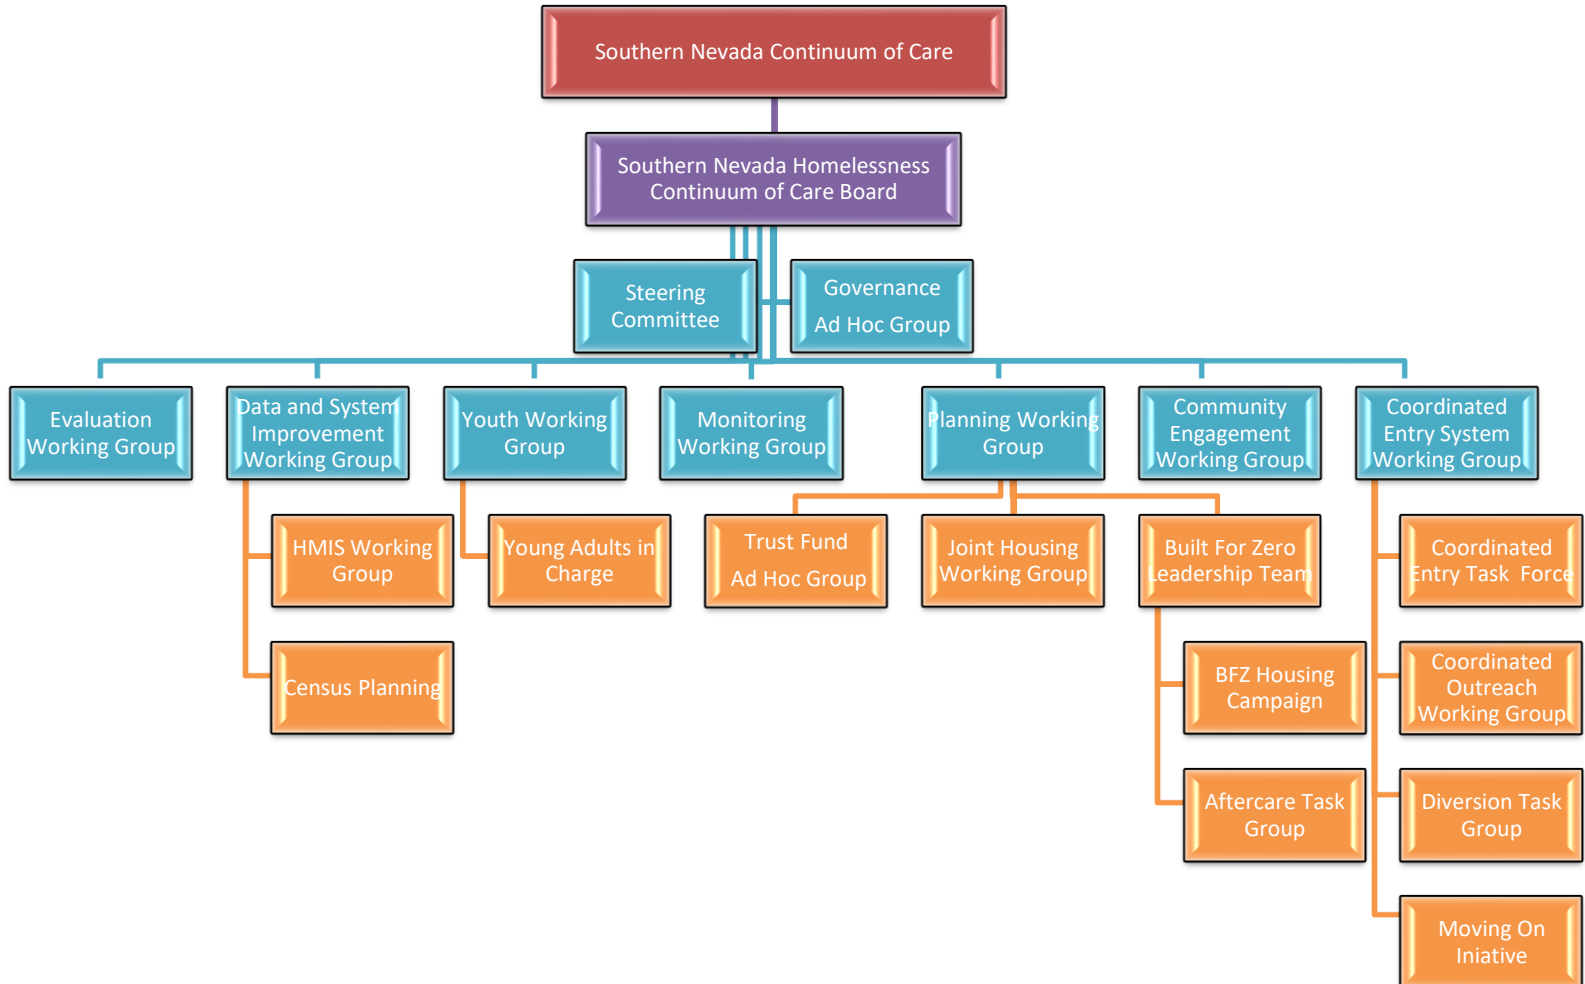 Southern Nevada Continuum of Care
Southern Nevada Homelessness
Continuum of Care Board
Steering
Committee
Governance
Ad Hoc Group
Evaluation
Working Group
Data and System
Improvement
Working Group
Youth Working
Group
Monitoring
Working Group
Planning Working
Group
Community
Engagement
Working Group
Coordinated
Entry System
Working Group
HMIS Working
Group
Young Adults in
Charge
Trust Fund
Ad Hoc Group
Joint Housing
Working Group
Built For Zero
Leadership Team
Coordinated
Entry Task  Force
Census Planning
BFZ Housing
Campaign
Coordinated
Outreach
Working Group
Aftercare Task
Group
Diversion Task
Group
Moving On
Iniative